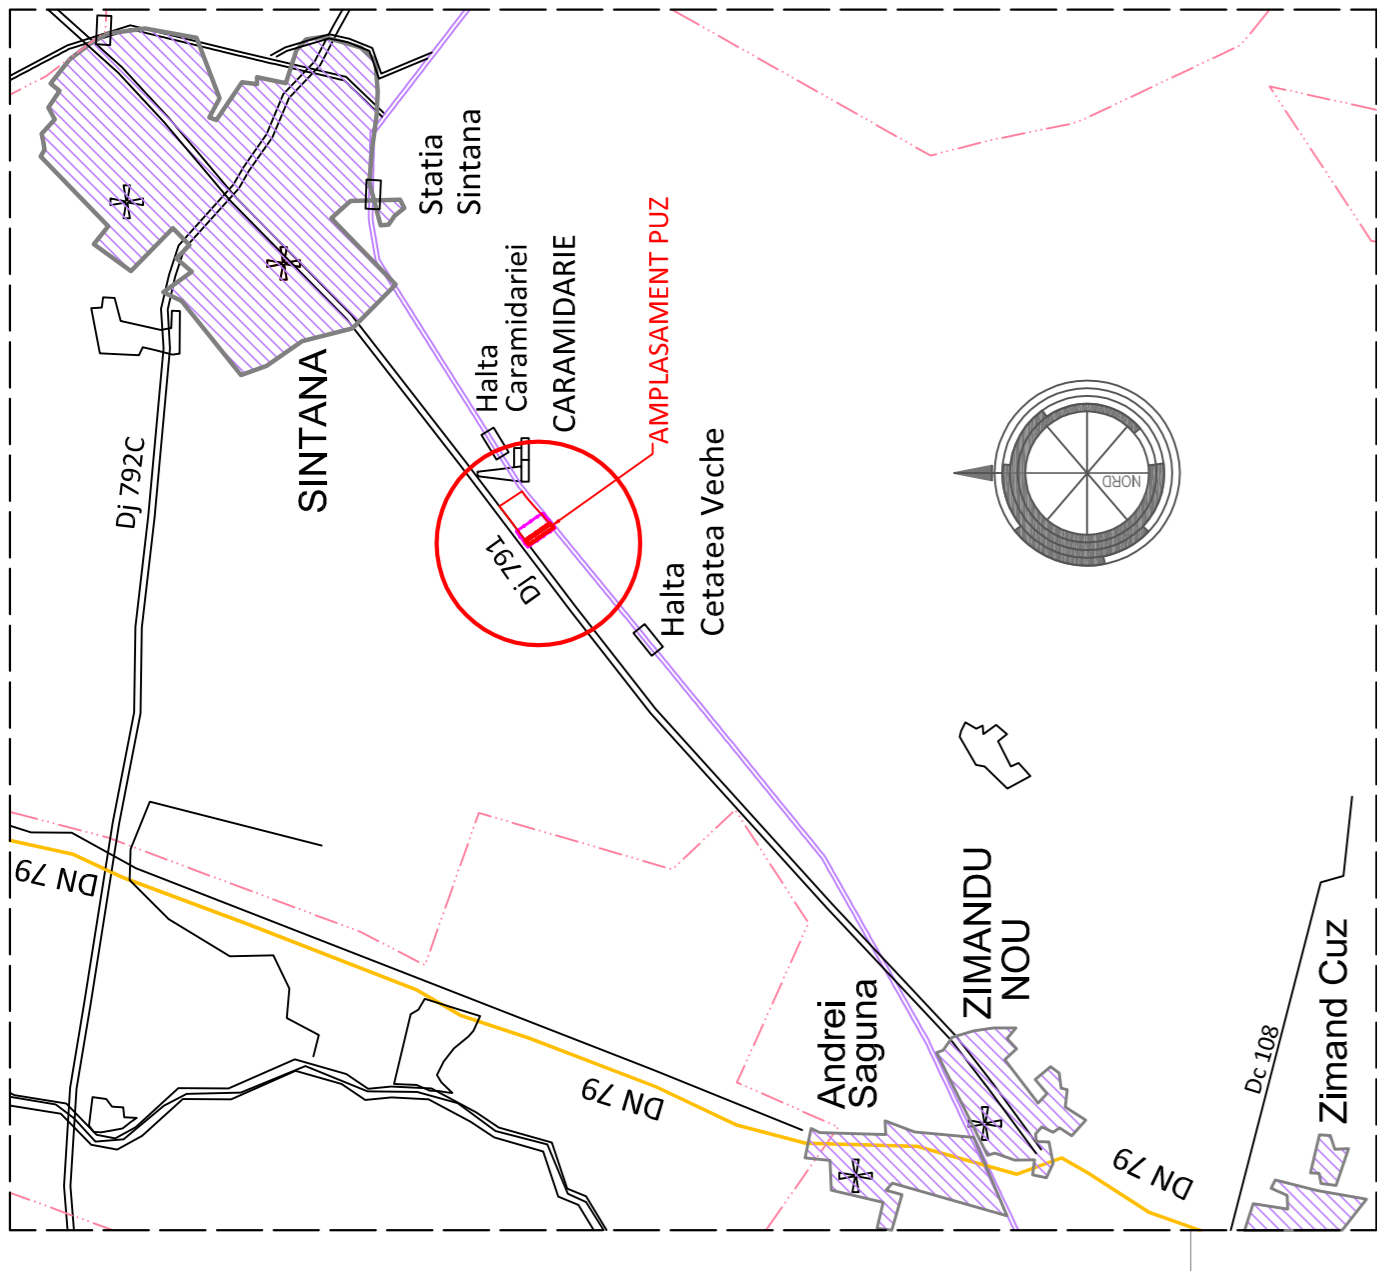 Statia
Sintana
AMPLASAMENT PUZ
Halta
Caramidariei
CARAMIDARIE
SINTANA
Dj 792C
Dj 791
Halta
Cetatea Veche
NORD
DN 79
ZIMANDU
NOU
Andrei
Saguna
DN 79
Zimand Cuz
Dc 108
DN 79